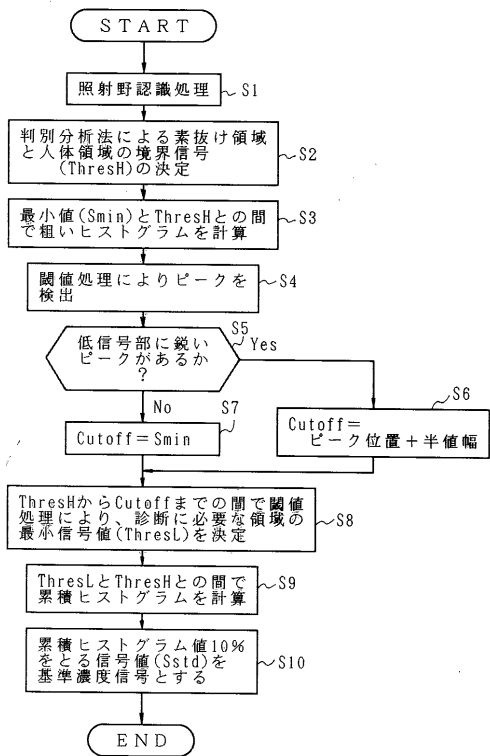 START
照射野認識処理
S1
判別分析法による素抜け領域
と人体領域の境界信号
(ThresH)の決定
S2
最小値(Smin)とThresHとの間
で粗いヒストグラムを計算
S3
閾値処理によりピークを
検出
S4
低信号部に鋭い
ピークがあるか
?
S5
Yes
No
S7
Cutoff=Smin
S6
Cutoff=
ピーク位置+半値幅
ThresHからCutoffまでの間で閾値
処理により、診断に必要な領域の
最小信号値(ThresL)を決定
S8
ThresLとThresHとの間で
累積ヒストグラムを計算
S9
累積ヒストグラム値10%
をとる信号値(Sstd)を
基準濃度信号とする
S10
END